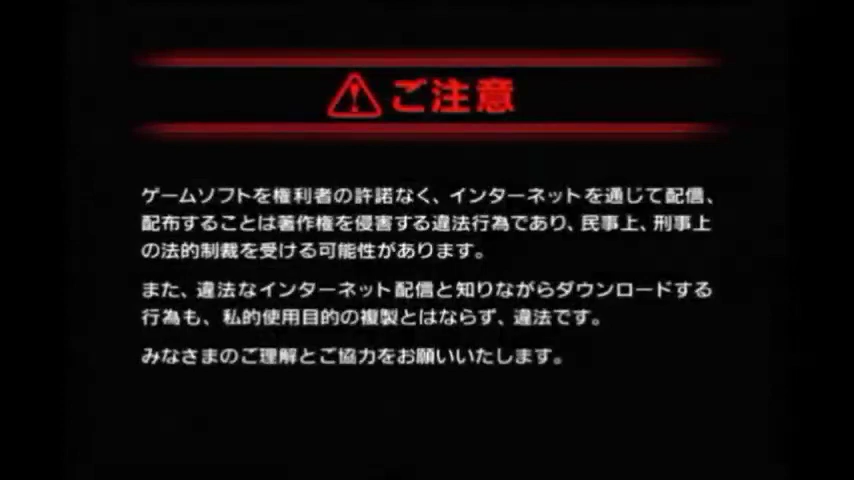 ご注意
ゲームソフトを権利者の許諾なく、インターネットを通じて配信、
配布することは著作権を侵害する違法行為であり、民事上、刑事上
の法的制裁を受ける可能性があります。
また、違法なインターネット配信と知りながらダウンロードする
行為も、私的使用目的の複製とはならず、違法です。
みなさまのご理解とご協力をお願いいたします。